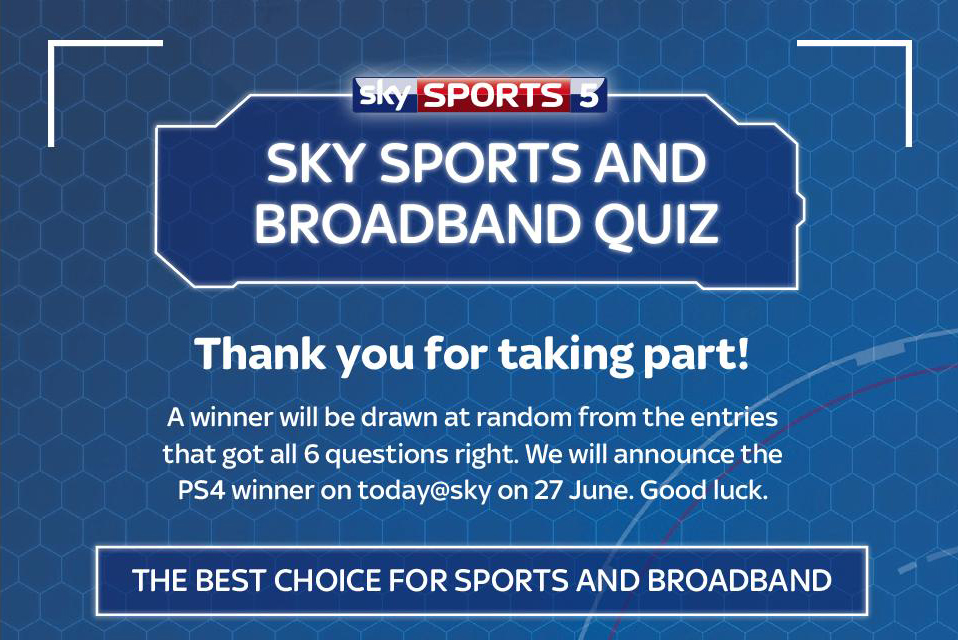 sky SPORTS 5
SKY SPORTS AND
BROADBAND QUIZ
Thank you for taking part!
A winner will be drawn at random from the entries
that got all 6 questions right. We will announce the
PS4 winner on today@sky on 27 June. Good luck.
THE BEST CHOICE FOR SPORTS AND BROADBAND